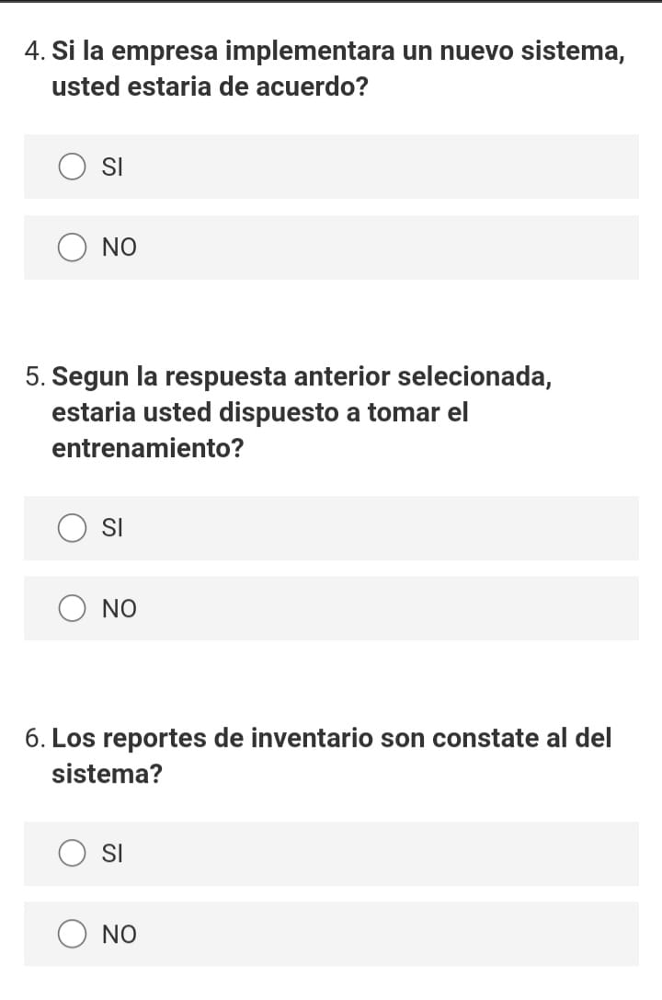 4. Si la empresa implementara un nuevo sistema,
usted estaria de acuerdo?
SI
NO
5. Segun la respuesta anterior selecionada,
estaria usted dispuesto a tomar el
entrenamiento?
SI
NO
6. Los reportes de inventario son constate al del
sistema?
SI
NO